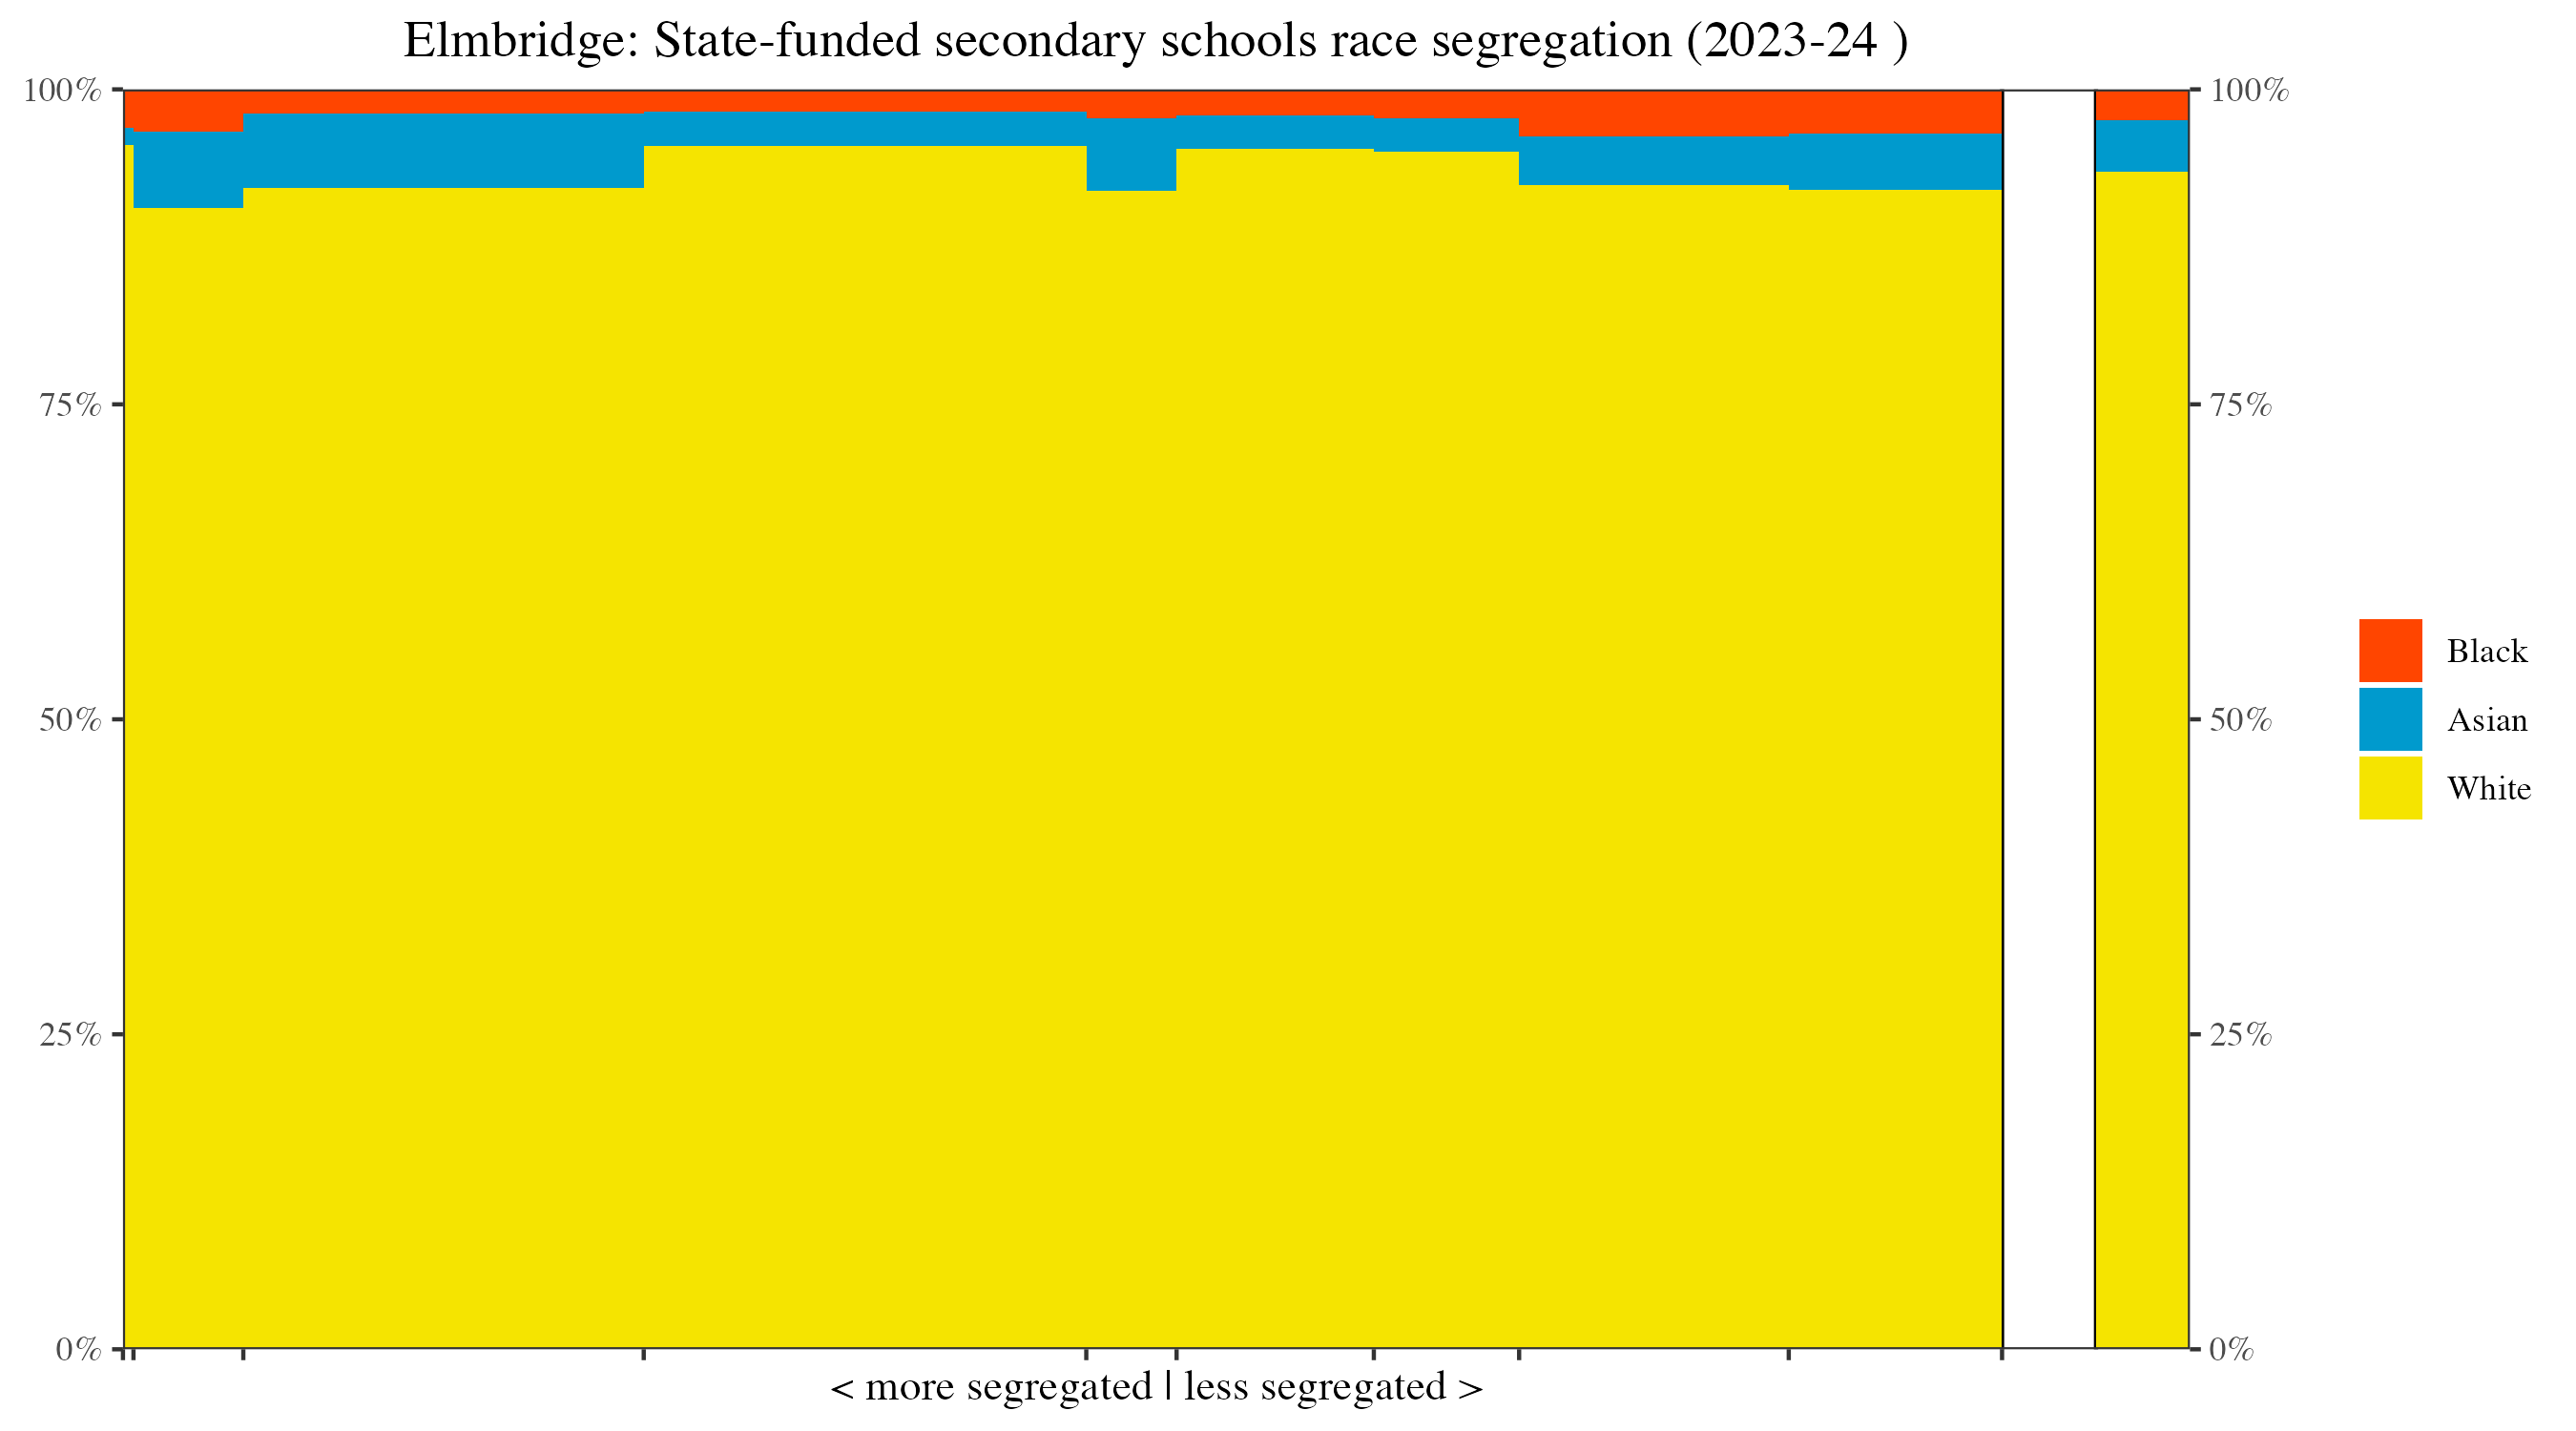 Elmbridge: State-funded secondary schools race segregation (2023-24 )
100%
75%
50%
25%
0%
100%
75%
50%
25%
0%
Black
Asian
White
< more segregated | less segregated >